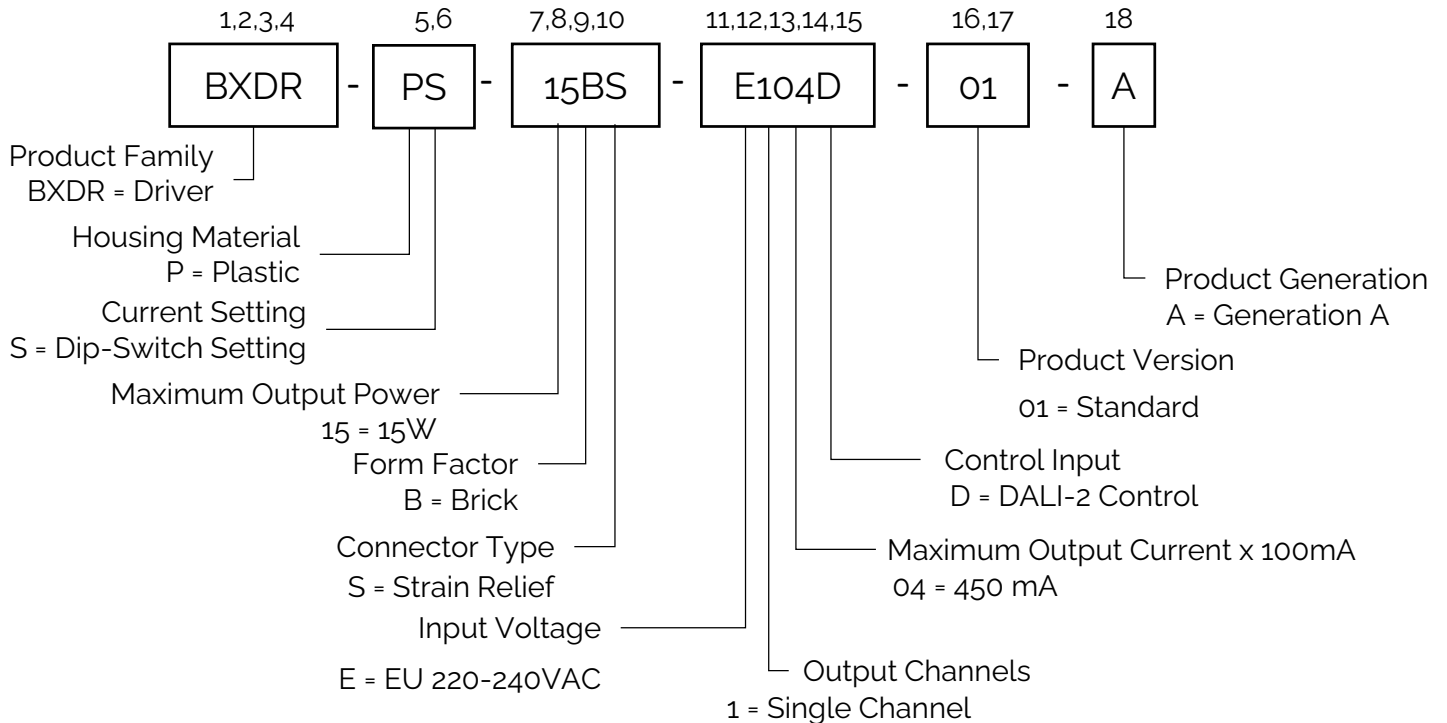 1,2,3,4 5,6 7,8,9,10 11,12,13,14,15 16,17 18
BXDR - PS - 15BS - E104D - 01 - A
Product Family
BXDR = Driver
Housing Material
P = Plastic
Current Setting
S = Dip-Switch Setting
Maximum Output Power
15 = 15W
Form Factor
B = Brick
Connector Type
S = Strain Relief
Input Voltage
E = EU 220-240VAC
Product Generation
A = Generation A
Product Version
01 = Standard
Control Input
D = DALI-2 Control
Maximum Output Current x 100mA
04 = 450 mA
Output Channels
1 = Single Channel